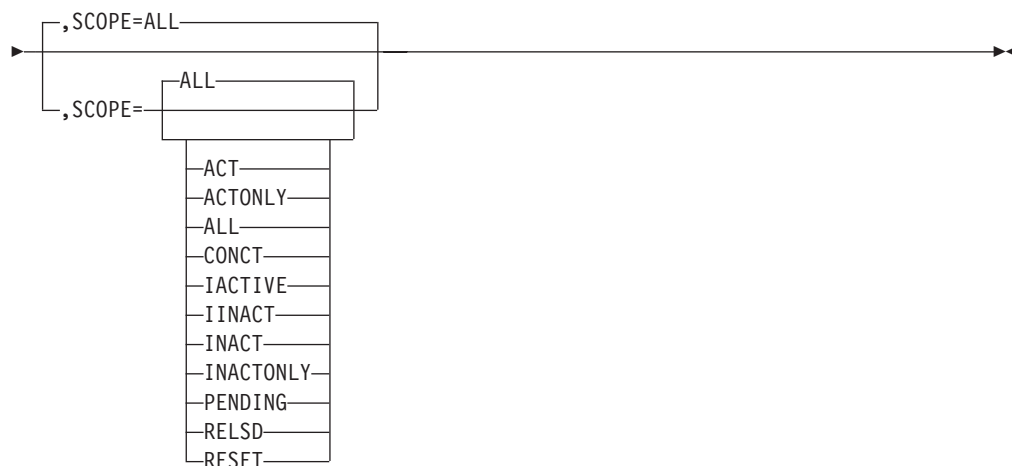 ,SCOPE=ALL
ALL
,SCOPE=
ACT
ACTONLY
ALL
CONCT
IACTIVE
IINACT
INACT
INACTONLY
PENDING
RELSD
RESET